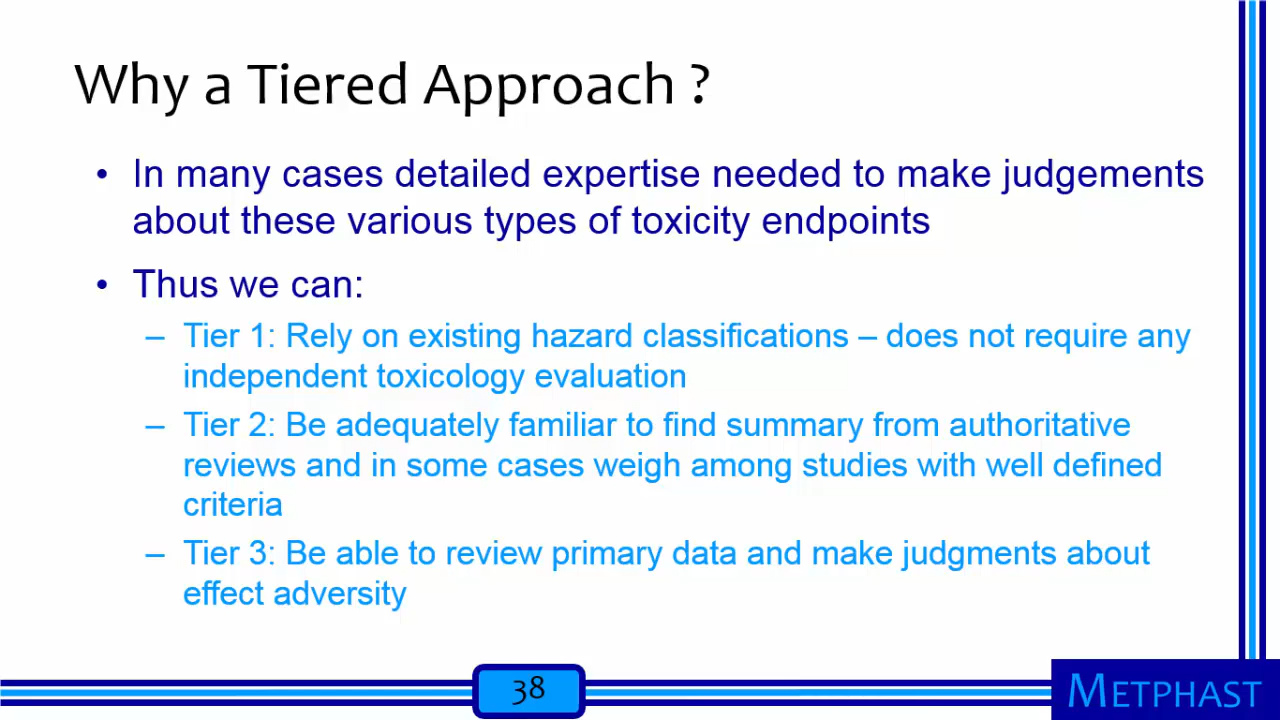 Why a Tiered Approach ?
• In many cases detailed expertise needed to make judgements
about these various types of toxicity endpoints
• Thus we can:
– Tier 1: Rely on existing hazard classifications – does not require any
independent toxicology evaluation
– Tier 2: Be adequately familiar to find summary from authoritative
reviews and in some cases weigh among studies with well defined
criteria
– Tier 3: Be able to review primary data and make judgments about
effect adversity
38
METPHAST